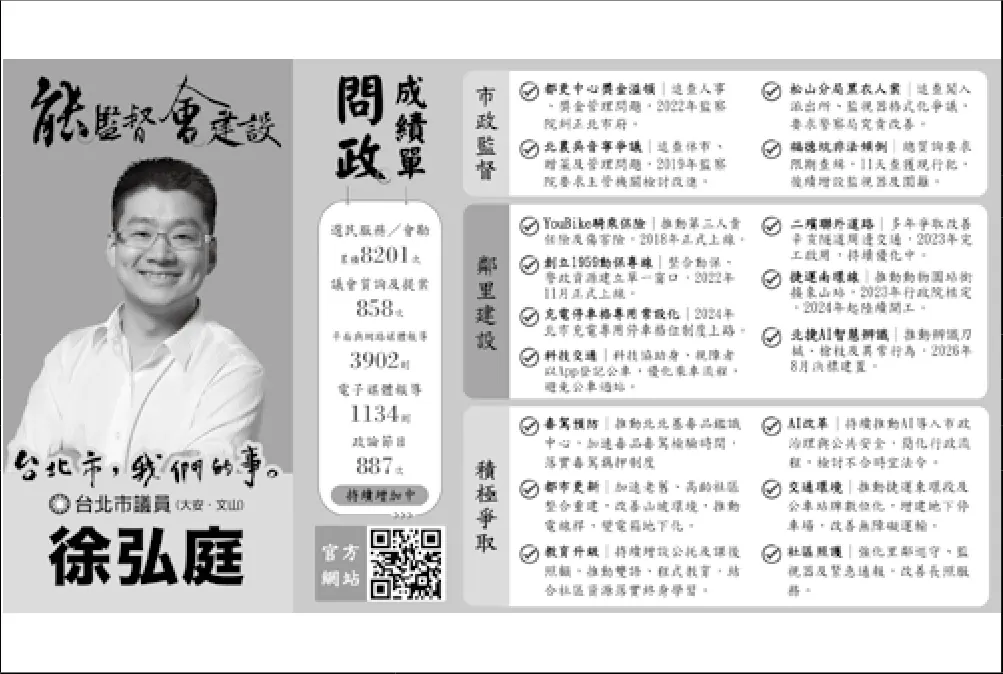 能監督會建設
台北市，我們的事。
台北市議員（大安‧文山）
徐弘庭
問政
成績單
選民服務／會勘
累積8201次
議會質詢及提案
858次
平面與網路媒體報導
3902則
電子媒體報導
1134則
政論節目
887次
持續增加中
>>>
官方
網站
市政監督
都更中心獎金溢領｜追查人事
、獎金管理問題，2022年監察
院糾正北市府。
北農吳音寧爭議｜追查休市、
贈菜及管理問題，2019年監察
院要求主管機關檢討改進。
松山分局黑衣人案｜追查闖入
派出所、監視器格式化爭議，
要求警察局究責改善。
福德坑非法傾倒｜總質詢要求
限期查緝，11天查獲現行犯，
後續增設監視器及圍籬。
鄰里建設
YouBike騎乘保險｜推動第三人責
任險及傷害險，2018年正式上線。
創立1959動保專線｜整合動保、
警政資源建立單一窗口，2022年
11月正式上線。
充電停車格專用常設化｜2024年
北市充電專用停車格位制度上路。
科技交通｜科技協助身、視障者
以App登記公車，優化乘車流程，
避免公車過站。
二殯聯外道路｜多年爭取改善
辛亥隧道周邊交通，2023年完
工啟用，持續優化中。
捷運南環線｜推動動物園站銜
接東山站，2023年行政院核定
，2024年起陸續開工。
北捷AI智慧辨識｜推動辨識刀
械、槍枝及異常行為，2026年
8月決標建置。
積極爭取
毒駕預防｜推動北北基毒品鑑識
中心，加速毒品毒駕檢驗時間，
落實毒駕羈押制度
都市更新｜加速老舊、高齡社區
整合重建，改善山坡環境，推動
電線桿、變電箱地下化。
教育升級｜持續增設公托及課後
照顧，推動雙語、程式教育，結
合社區資源落實終身學習。
AI改革｜持續推動AI導入市政
治理與公共安全，簡化行政流
程，檢討不合時宜法令。
交通環境｜推動捷運東環段及
公車站牌數位化，增建地下停
車場，改善無障礙運輸。
社區照護｜強化里鄰巡守、監
視器及緊急通報，改善長照服
務。